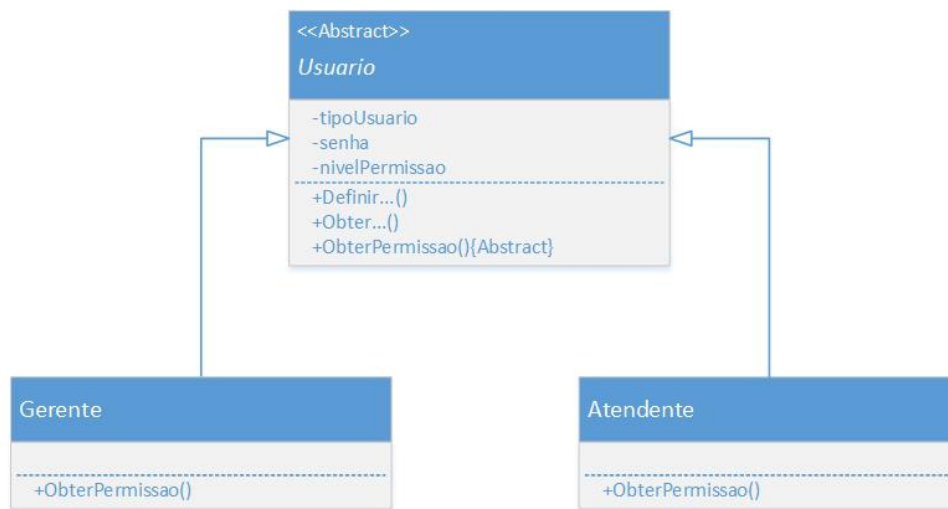 <<Abstract>>
Usuario
-tipoUsuario
-senha
-nivelPermissao
+Definir...()
+Obter...()
+ObterPermissao(){Abstract}
Gerente
+ObterPermissao()
Atendente
+ObterPermissao()